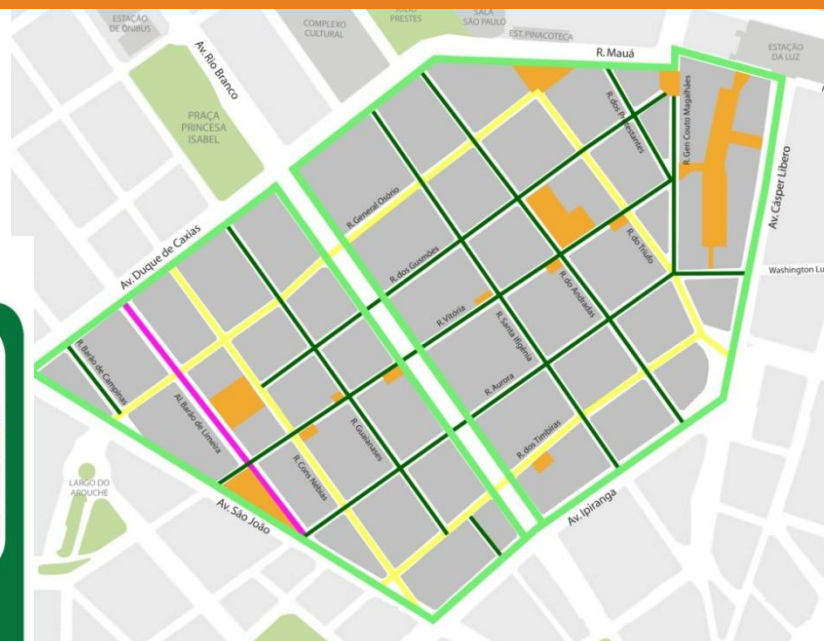 ESTAÇÃO
DE ÔNIBUS
COMPLEXO
CULTURAL
PRESTES
SALA
SÃO PAULO
EST. PINACOTECA
R. Mauá
ESTAÇÃO
DA LUZ
Av. Rio Branco
PRAÇA
PRINCESA
ISABEL
R. dos Protestantes
R. Gen Couto Magalhães
Av. Cásper Líbero
R. General Osório
Av. Duque de Caxias
R. dos Gusmões
R. do Triufo
Washington Lu
R. do Andradas
R. Vitória
R. Santa Ifigênia
R. Barão de Campinas
R. Aurora
Al. Barão de Limeira
R. Guaianases
R. dos Timbiras
R. Cons Nébias
LARGO DO
AROUCHE
Av. São João
Av. Ipiranga